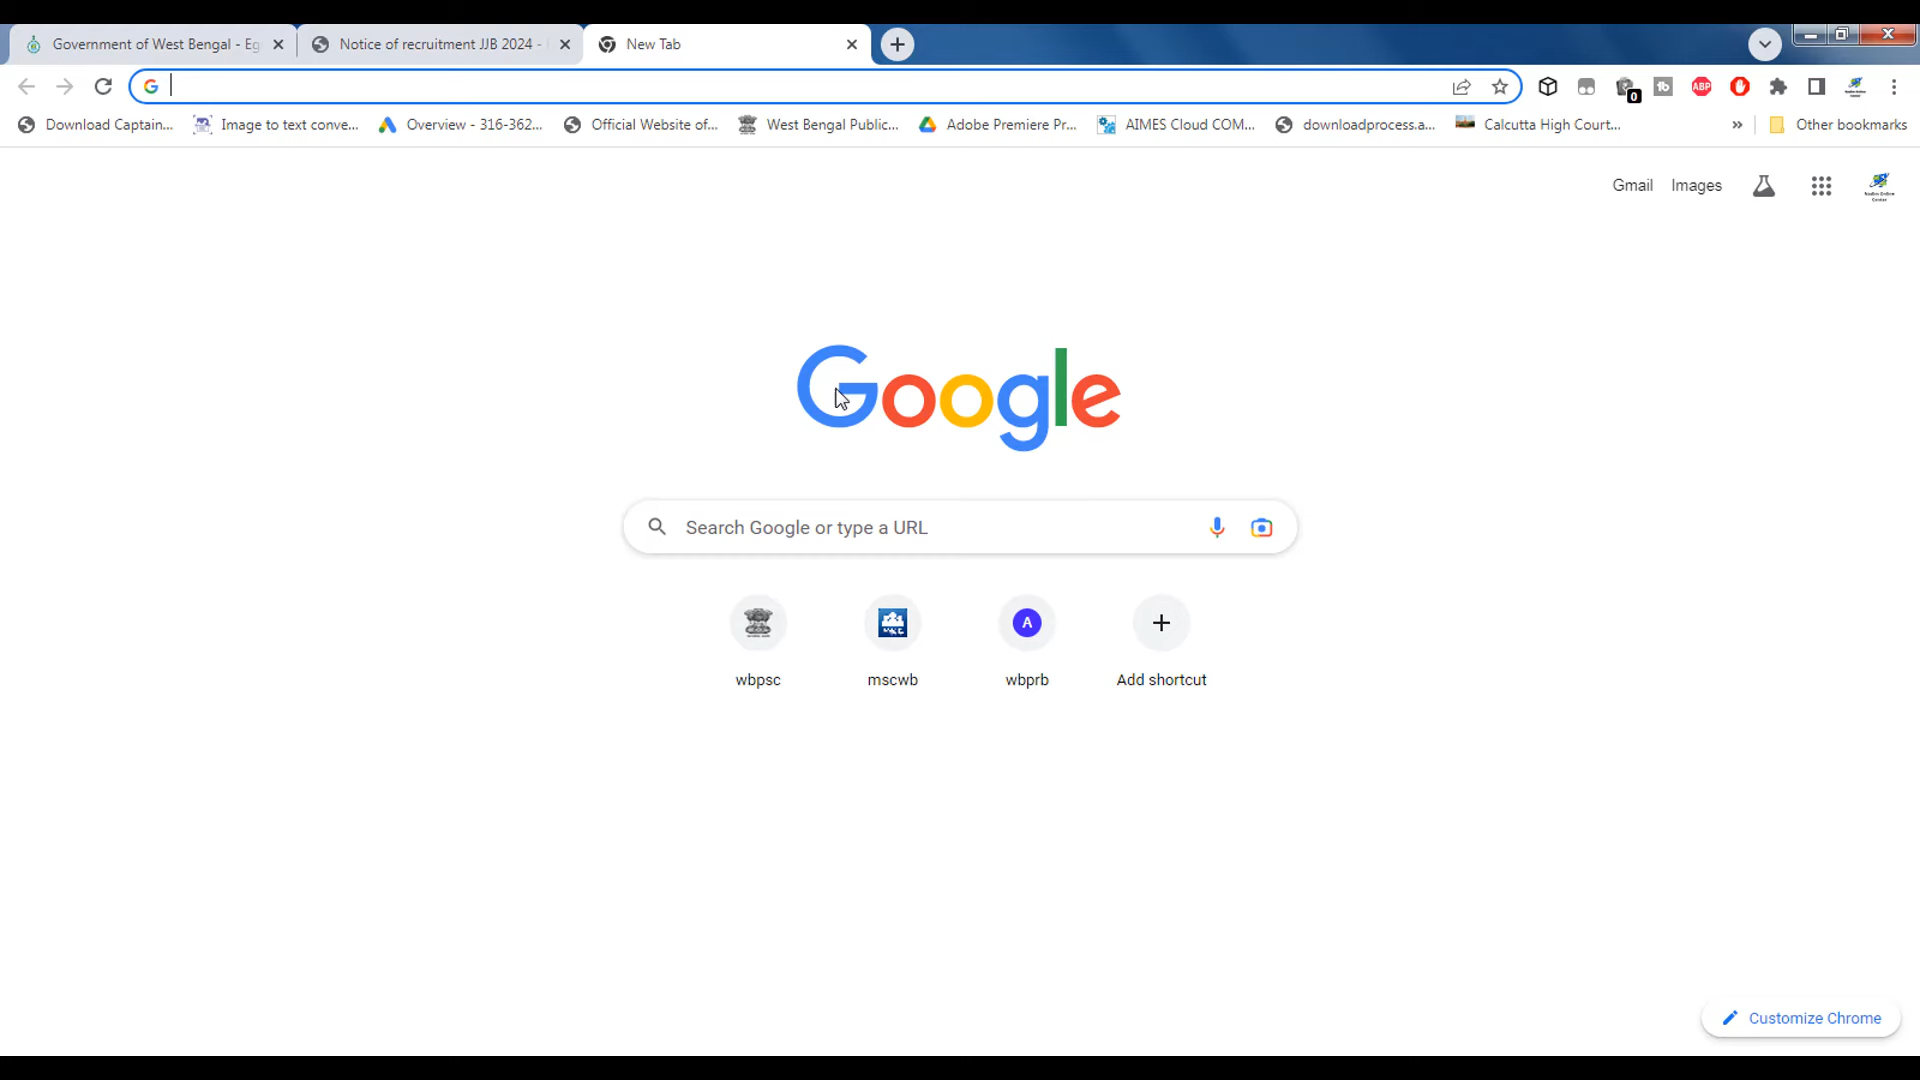 Government of West Bengal - Eg
Notice of recruitment JJB 2024 -
New Tab
0
ABP
Download Captain...
Image to text conve...
Overview - 316-362...
Official Website of...
West Bengal Public...
Adobe Premiere Pr...
AIMES Cloud COM...
downloadprocess.a...
Calcutta High Court...
»
Other bookmarks
Gmail
Images
Google
Search Google or type a URL
A
wbpsc
mscwb
wbprb
Add shortcut
Customize Chrome